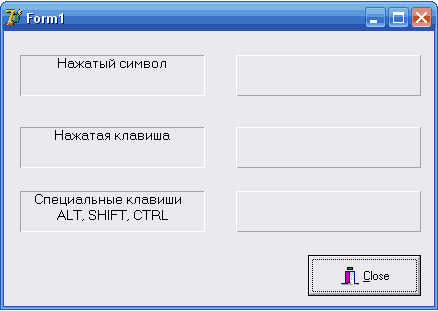 Form1
Нажатый символ
Нажатая клавиша
Специальные клавиши
ALT, SHIFT, CTRL
Close